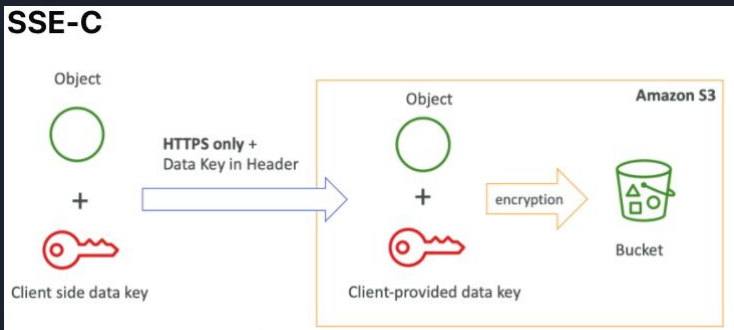 SSE-C
Object
HTTPS only +
Data Key in Header
+
Client side data key
Amazon S3
Object
+
Client-provided data key
encryption
Bucket